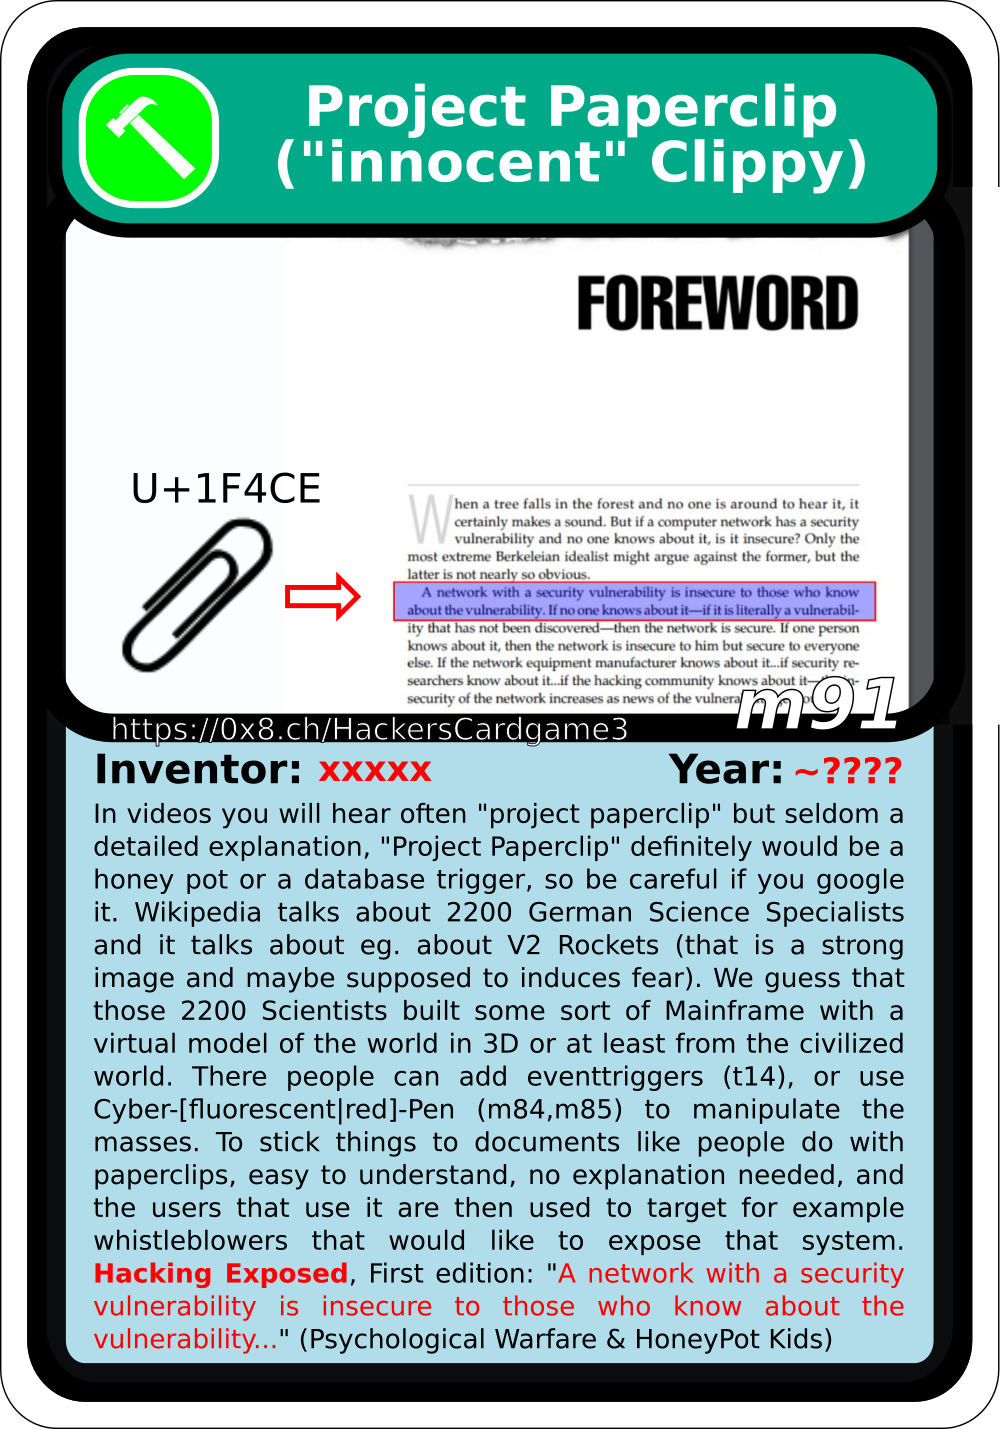 Project Paperclip
("innocent" Clippy)
FOREWORD
U+1F4CE
When a tree falls in the forest and no one is around to hear it, it
certainly makes a sound. But if a computer network has a security
vulnerability and no one knows about it, is it insecure? Only the
most extreme Berkeleian idealist might argue against the former, but the
latter is not nearly so obvious.
A network with a security vulnerability is insecure to those who know
about the vulnerability. If no one knows about it—if it is literally a vulnerabil-
ity that has not been discovered—then the network is secure. If one person
knows about it, then the network is insecure to him but secure to everyone
else. If the network equipment manufacturer knows about it...if security re-
searchers know about it...if the hacking community knows about it—
security of the network increases as news of the
m91
https://0x8.ch/HackersCardgame3
Inventor: xxxxx Year: ~????
In videos you will hear often "project paperclip" but seldom a
detailed explanation, "Project Paperclip" definitely would be a
honey pot or a database trigger, so be careful if you google
it. Wikipedia talks about 2200 German Science Specialists
and it talks about eg. about V2 Rockets (that is a strong
image and maybe supposed to induces fear). We guess that
those 2200 Scientists built some sort of Mainframe with a
virtual model of the world in 3D or at least from the civilized
world. There people can add eventtriggers (t14), or use
Cyber-[fluorescent|red]-Pen (m84,m85) to manipulate the
masses. To stick things to documents like people do with
paperclips, easy to understand, no explanation needed, and
the users that use it are then used to target for example
whistleblowers that would like to expose that system.
Hacking Exposed, First edition: "A network with a security
vulnerability is insecure to those who know about the
vulnerability..." (Psychological Warfare & HoneyPot Kids)